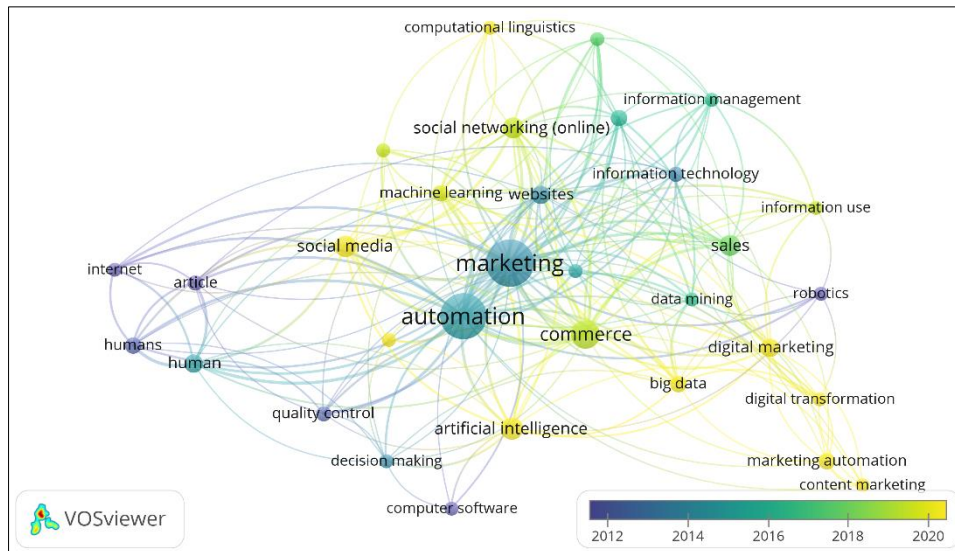 computational linguistics
information management
social networking (online)
information technology
machine learning
websites
information use
social media
sales
marketing
internet
article
data mining
robotics
automation
commerce
humans
human
digital marketing
big data
digital transformation
quality control
artificial intelligence
decision making
marketing automation
content marketing
computer software
VOSviewer
2012 2014 2016 2018 2020